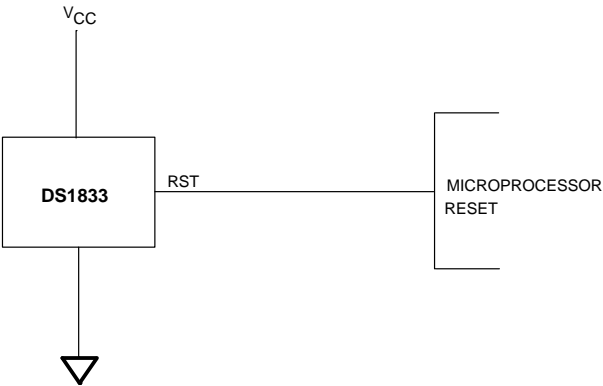 VCC
RST
DS1833
MICROPROCESSOR
RESET